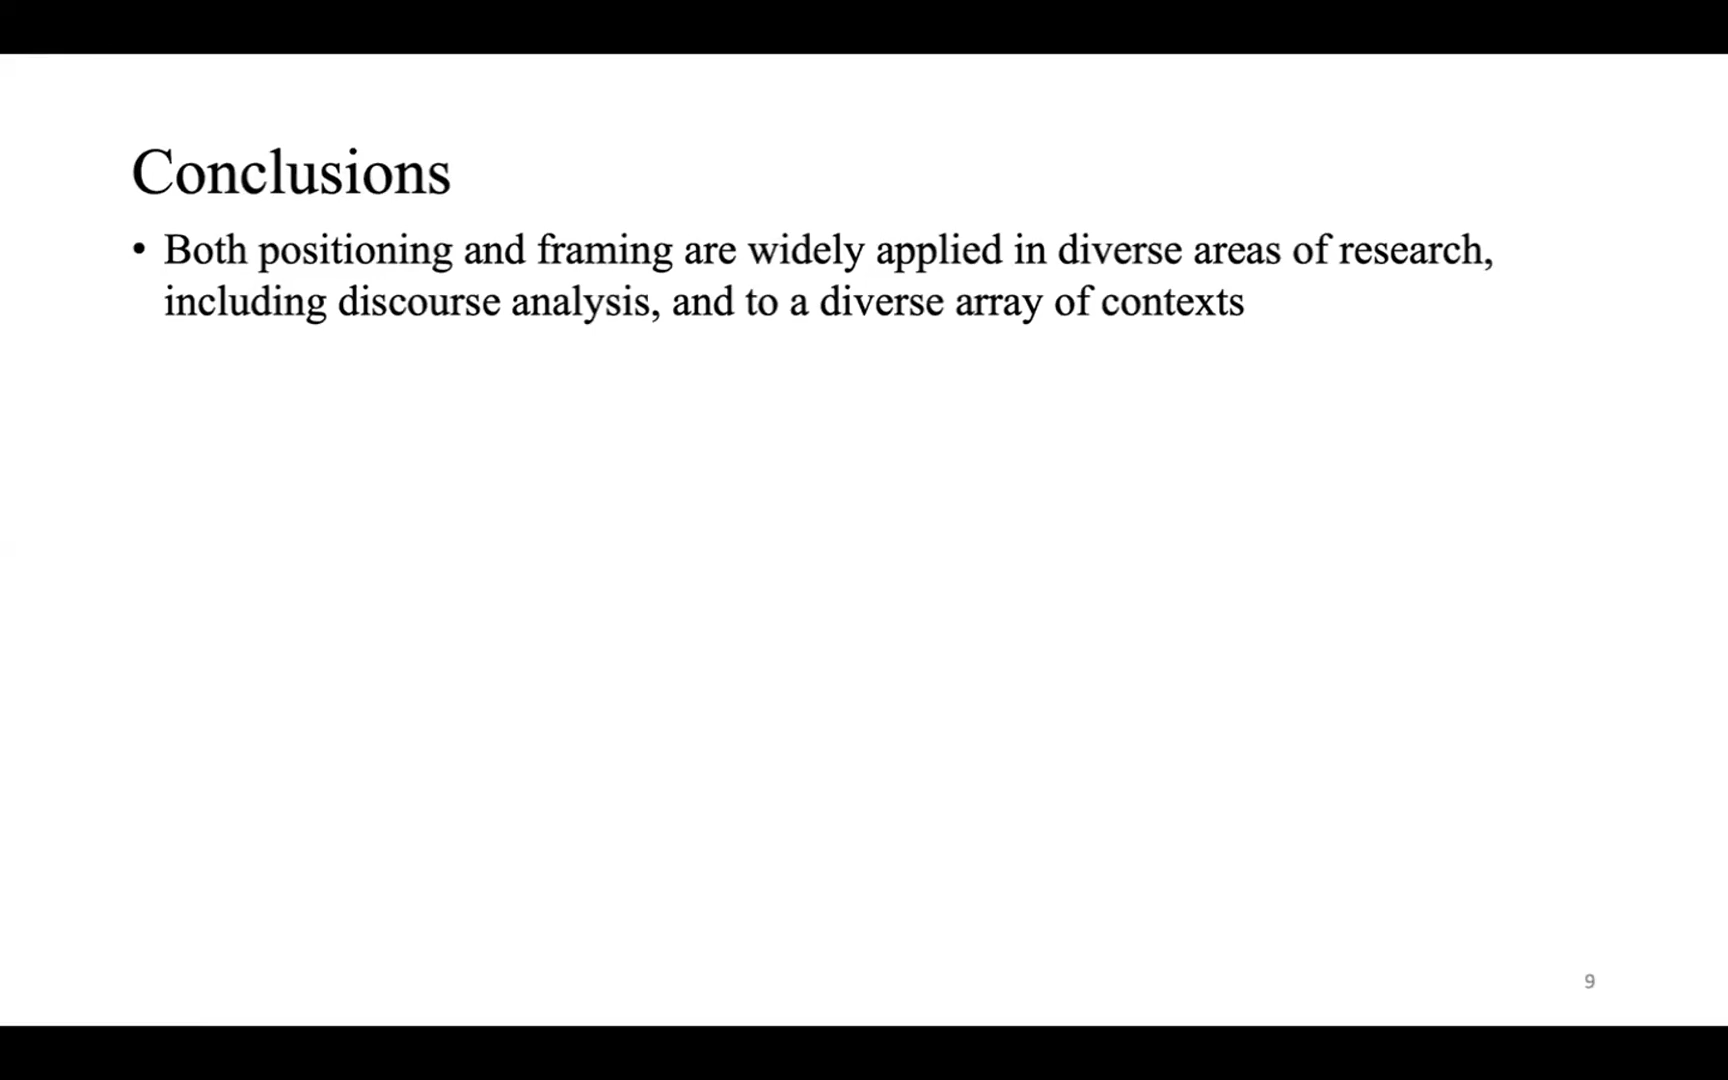 Conclusions
• Both positioning and framing are widely applied in diverse areas of research,
including discourse analysis, and to a diverse array of contexts
9